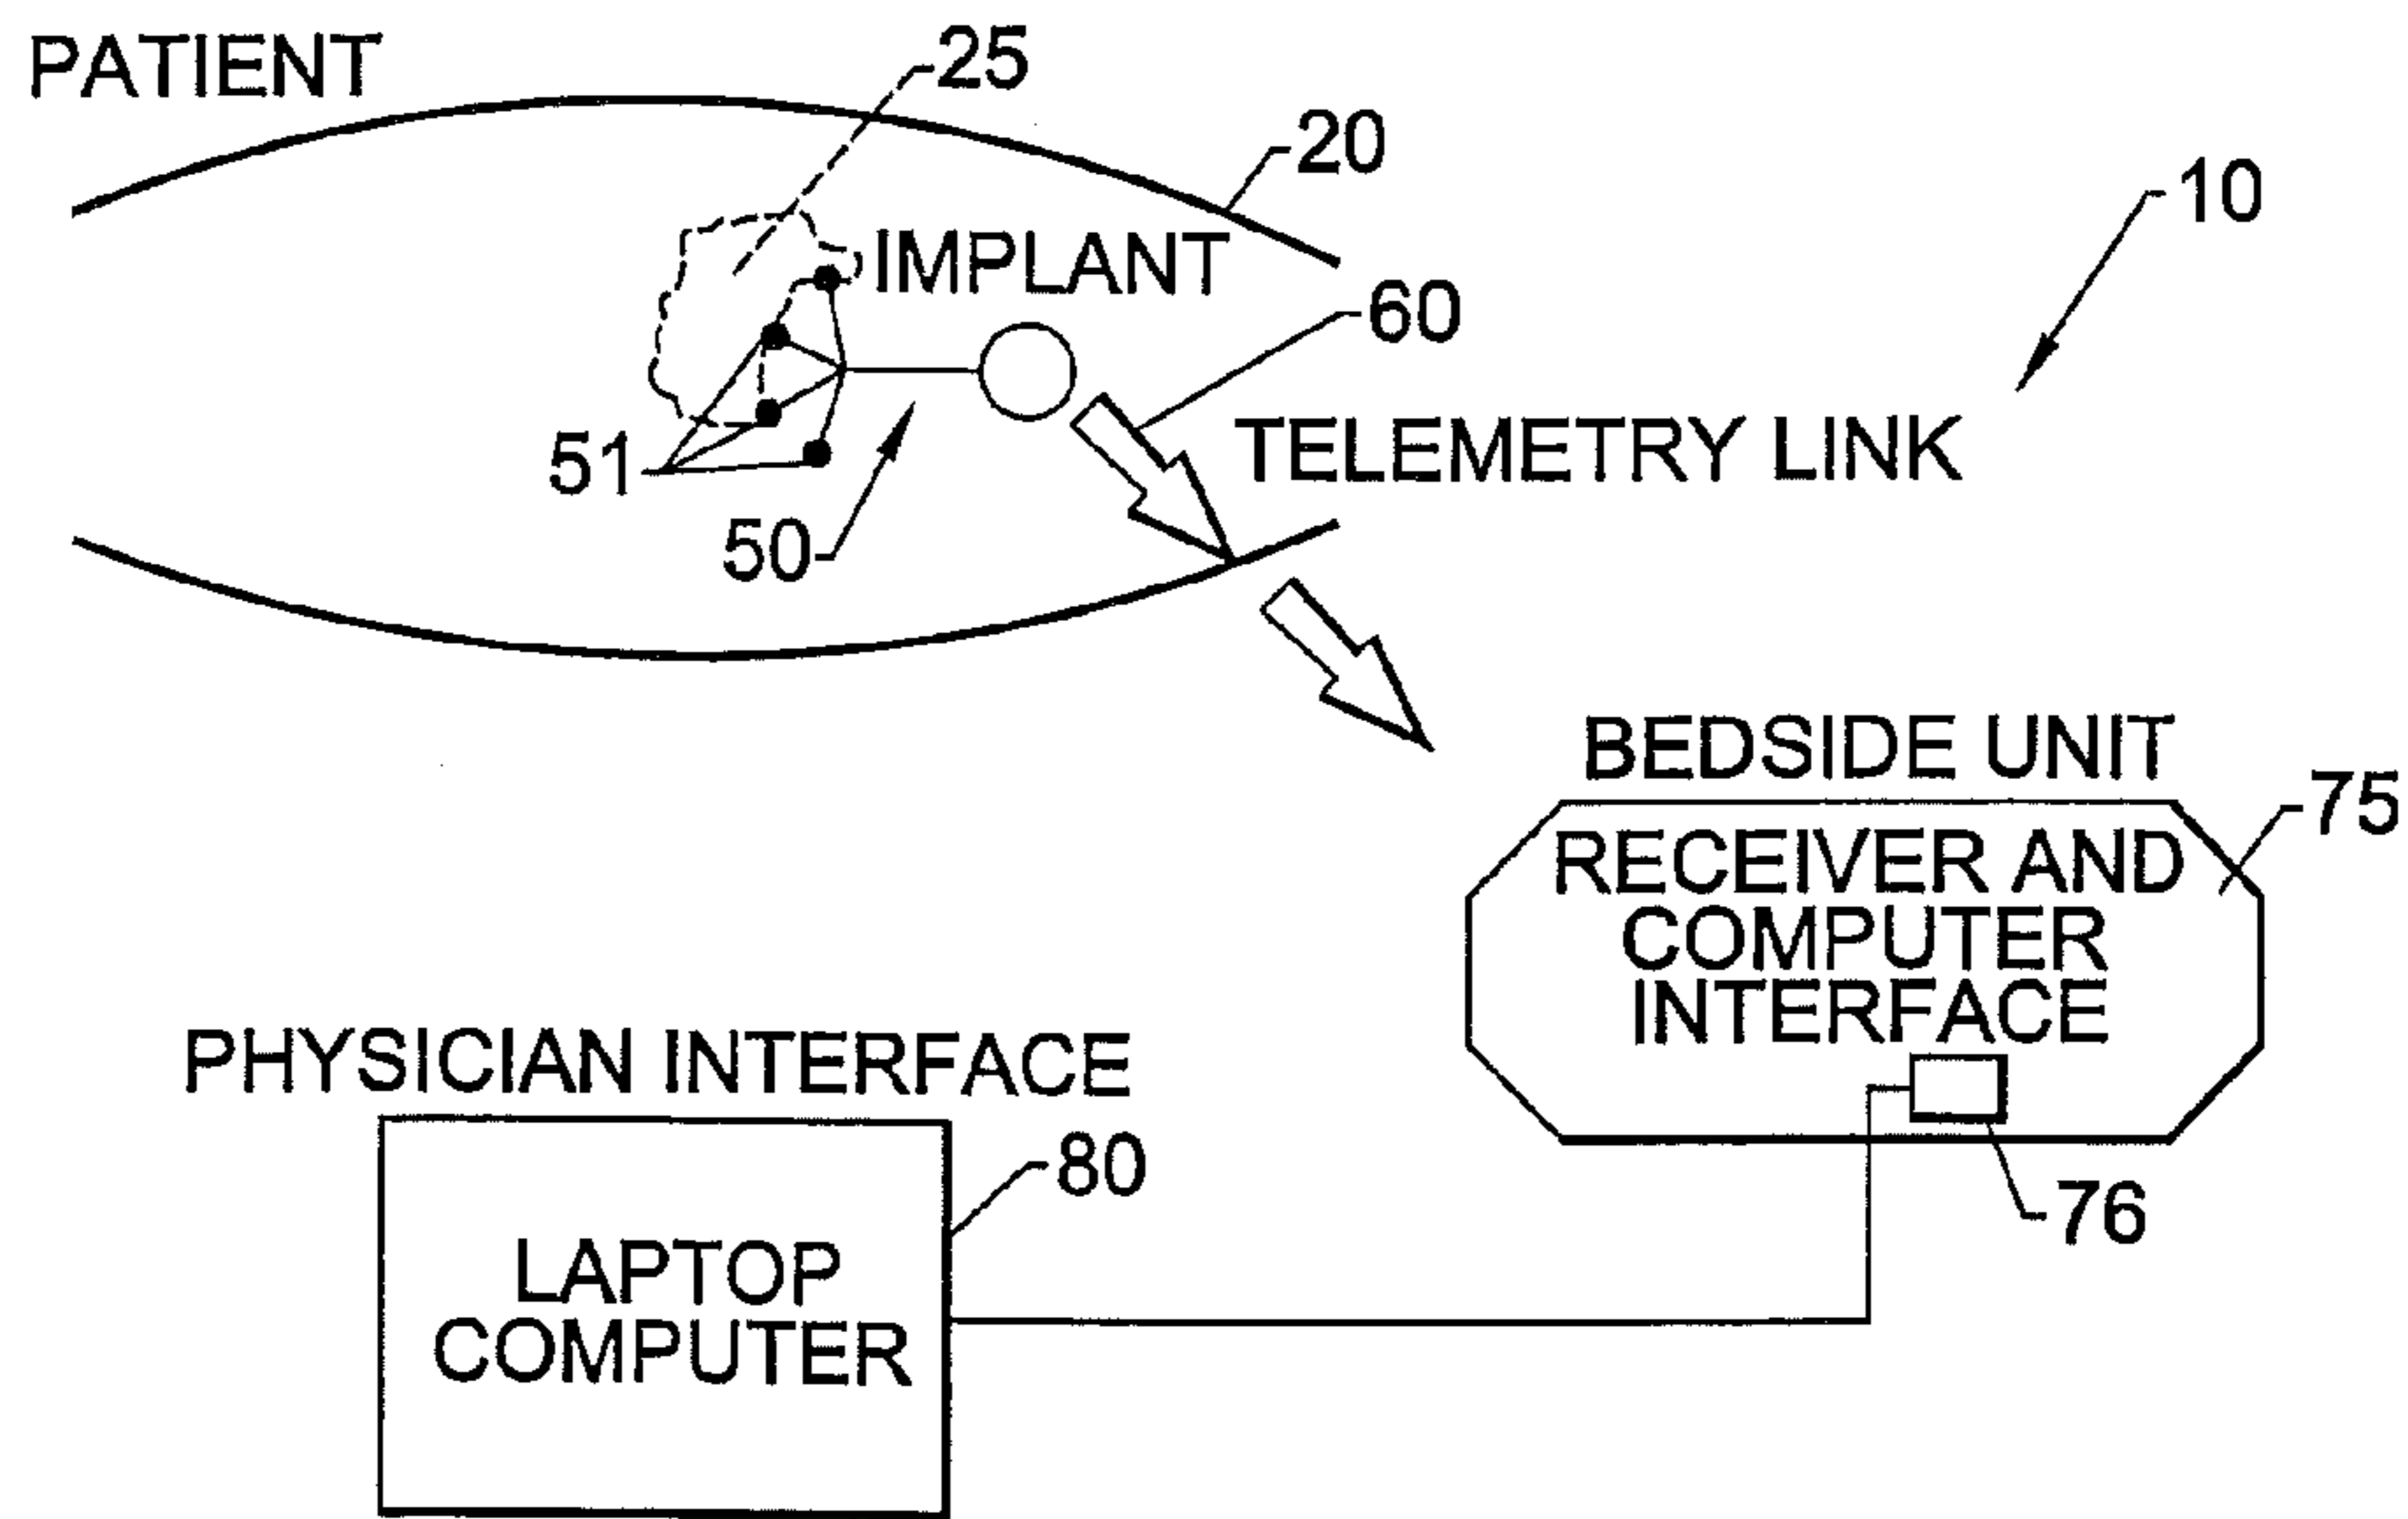 PATIENT
25
20
10
IMPLANT
60
TELEMETRY LINK
51
50
BEDSIDE UNIT
75
RECEIVER AND
COMPUTER
INTERFACE
PHYSICIAN INTERFACE
80
76
LAPTOP
COMPUTER